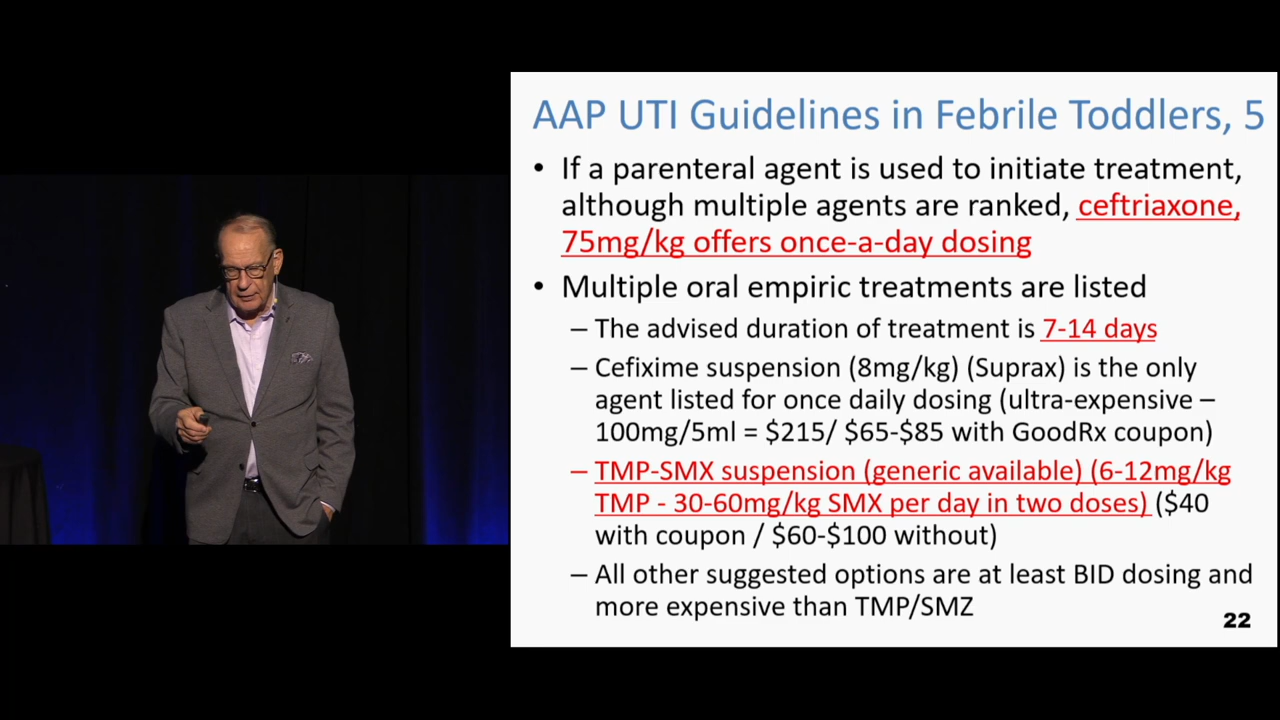 AAP UTI Guidelines in Febrile Toddlers, 5
• If a parenteral agent is used to initiate treatment,
although multiple agents are ranked, ceftriaxone,
75mg/kg offers once-a-day dosing
• Multiple oral empiric treatments are listed
– The advised duration of treatment is 7-14 days
– Cefixime suspension (8mg/kg) (Suprax) is the only
agent listed for once daily dosing (ultra-expensive –
100mg/5ml = $215/ $65-$85 with GoodRx coupon)
– TMP-SMX suspension (generic available) (6-12mg/kg
TMP - 30-60mg/kg SMX per day in two doses) ($40
with coupon / $60-$100 without)
– All other suggested options are at least BID dosing and
more expensive than TMP/SMZ
22